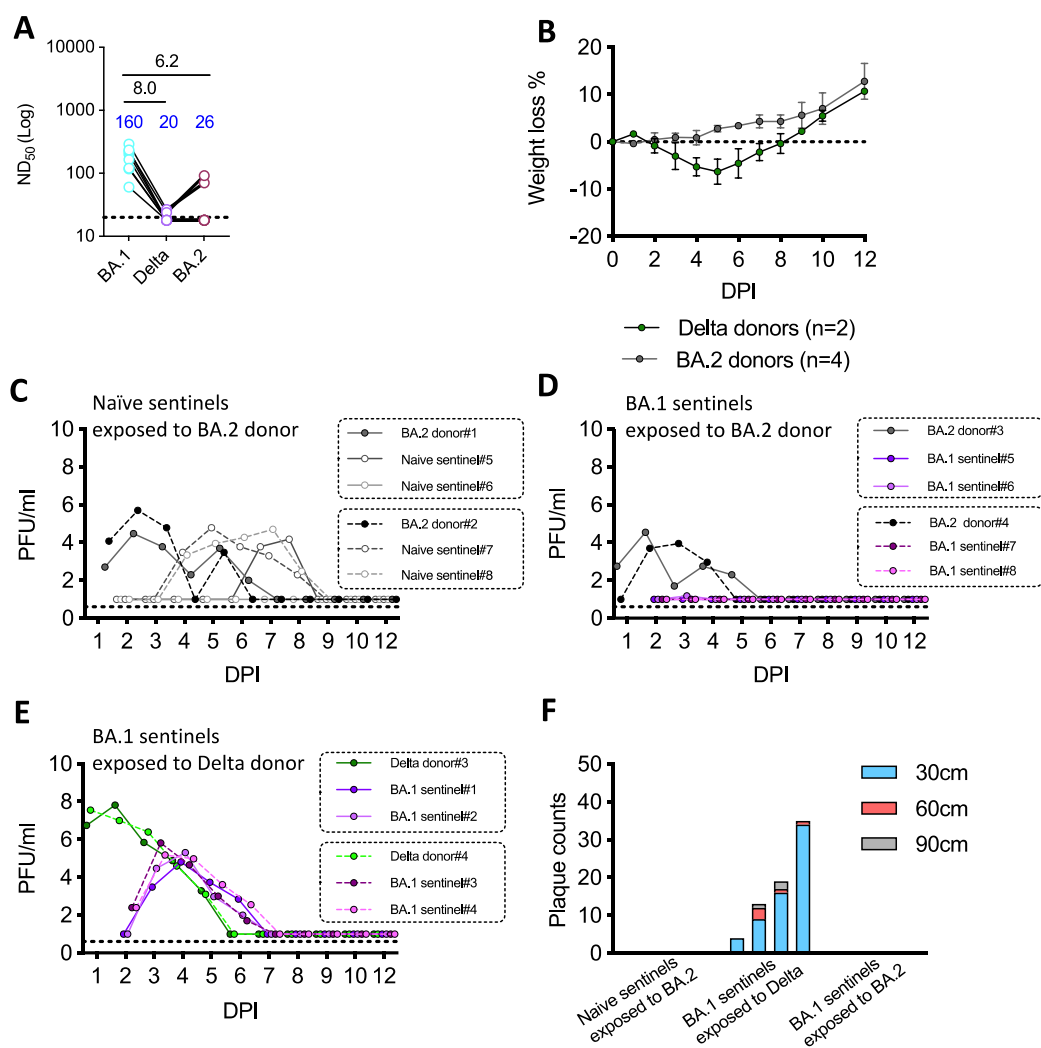 A
10000
1000
100
10
ND50 (Log)
6.2
8.0
160 20 26
BA.1 Delta BA.2
B
20
10
0
-10
-20
Weight loss %
0 2 4 6 8 10 12
DPI
Delta donors (n=2)
BA.2 donors (n=4)
C
Naïve sentinels
exposed to BA.2 donor
10
8
6
4
2
0
PFU/ml
1 2 3 4 5 6 7 8 9 10 11 12
DPI
BA.2 donor#1
Naive sentinel#5
Naive sentinel#6
BA.2 donor#2
Naive sentinel#7
Naive sentinel#8
D
BA.1 sentinels
exposed to BA.2 donor
10
8
6
4
2
0
PFU/ml
1 2 3 4 5 6 7 8 9 10 11 12
DPI
BA.2 donor#3
BA.1 sentinel#5
BA.1 sentinel#6
BA.2 donor#4
BA.1 sentinel#7
BA.1 sentinel#8
E
BA.1 sentinels
exposed to Delta donor
10
8
6
4
2
0
PFU/ml
1 2 3 4 5 6 7 8 9 10 11 12
DPI
Delta donor#3
BA.1 sentinel#1
BA.1 sentinel#2
Delta donor#4
BA.1 sentinel#3
BA.1 sentinel#4
F
50
40
30
20
10
0
Plaque counts
30cm
60cm
90cm
Naive sentinels
exposed to BA.2
BA.1 sentinels
exposed to Delta
BA.1 sentinels
exposed to BA.2